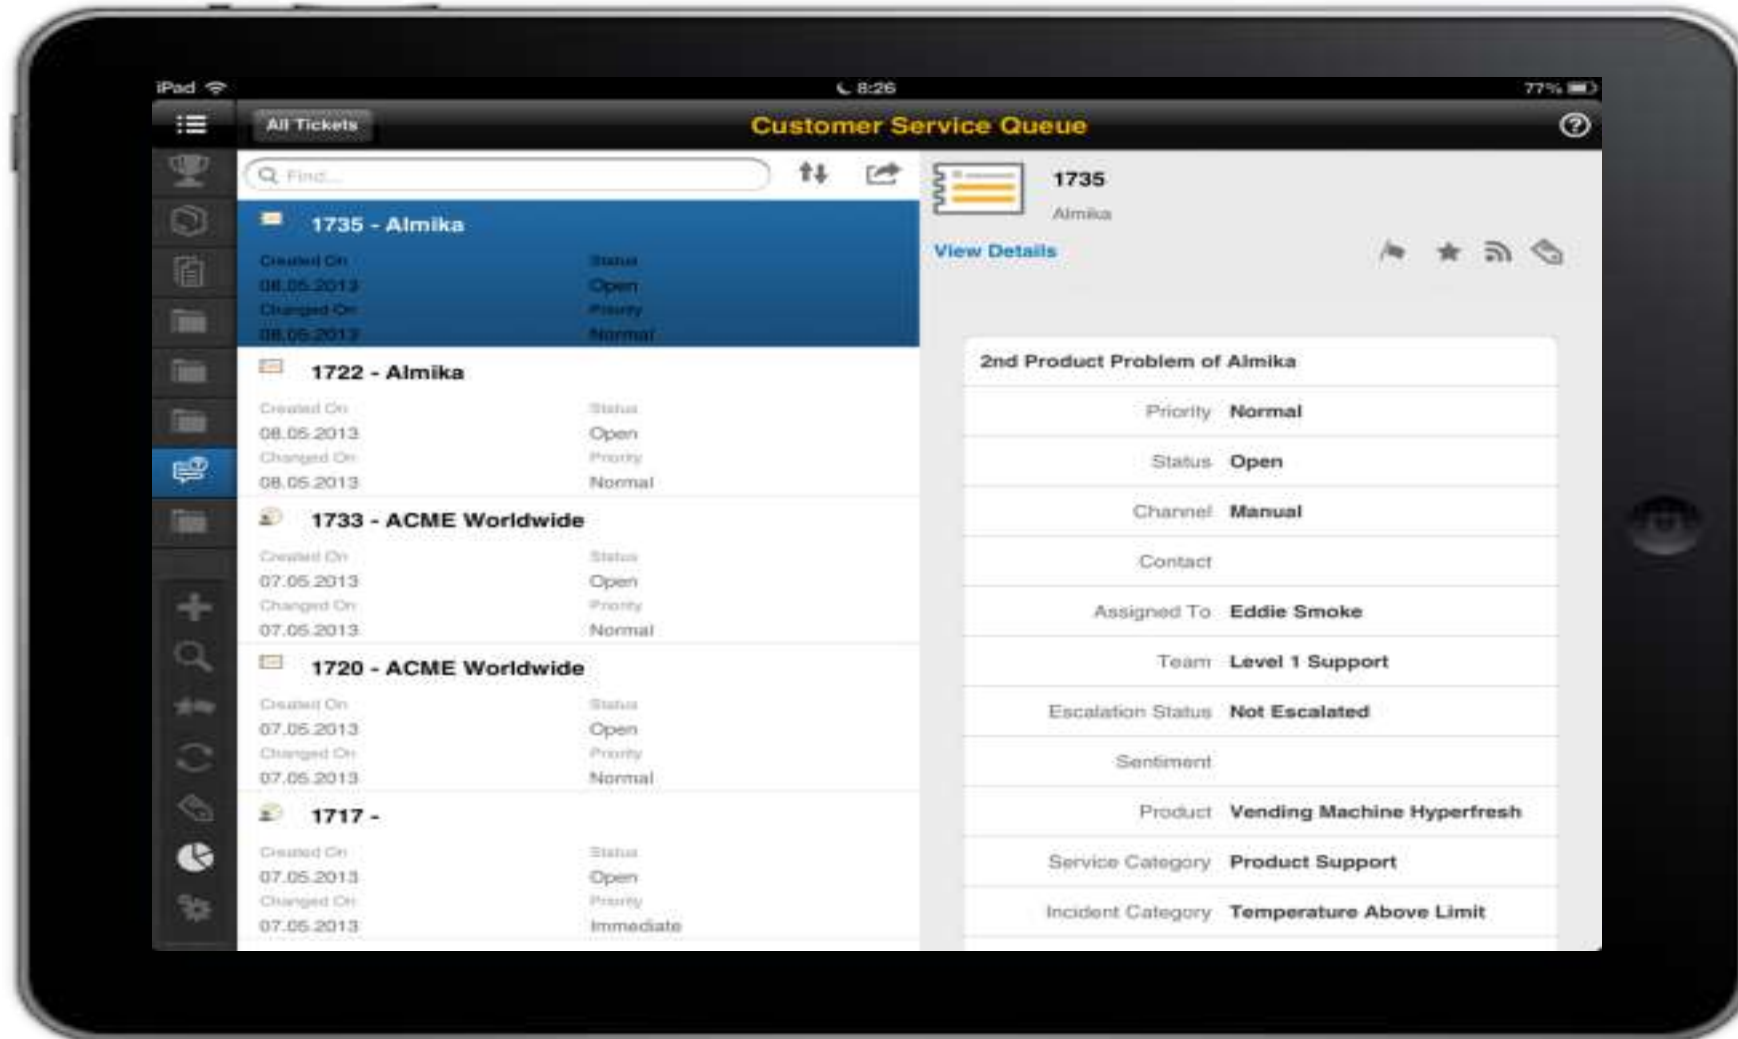 iPad 8:26 77%
All Tickets Customer Service Queue
Find...
1735 - Almika
Created On Status
08.05.2013 Open
Changed On Priority
08.05.2013 Normal
1722 - Almika
Created On Status
08.05.2013 Open
Changed On Priority
08.05.2013 Normal
1733 - ACME Worldwide
Created On Status
07.05.2013 Open
Changed On Priority
07.05.2013 Normal
1720 - ACME Worldwide
Created On Status
07.05.2013 Open
Changed On Priority
07.05.2013 Normal
1717 -
Created On Status
07.05.2013 Open
Changed On Priority
07.05.2013 Immediate
1735
Almika
View Details
2nd Product Problem of Almika
Priority Normal
Status Open
Channel Manual
Contact
Assigned To Eddie Smoke
Team Level 1 Support
Escalation Status Not Escalated
Sentiment
Product Vending Machine Hyperfresh
Service Category Product Support
Incident Category Temperature Above Limit